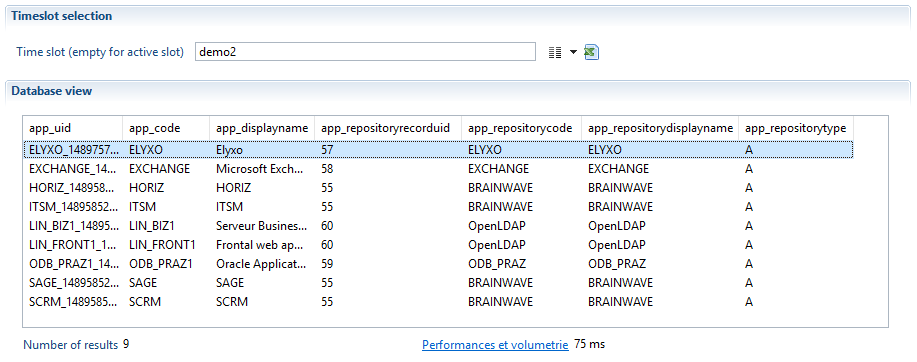 Timeslot selection
Time slot (empty for active slot) demo2
Database view
app_uid app_code app_displayname app_repositoryrecorduid app_repositorycode app_repositorydisplayname app_repositorytype
ELYXO_1489757... ELYXO Elyxo 57 ELYXO ELYXO A
EXCHANGE_14... EXCHANGE Microsoft Exch... 58 EXCHANGE EXCHANGE A
HORIZ_148958... HORIZ HORIZ 55 BRAINWAVE BRAINWAVE A
ITSM_14895852... ITSM ITSM 55 BRAINWAVE BRAINWAVE A
LIN_BIZ1_14895... LIN_BIZ1 Serveur Busines... 60 OpenLDAP OpenLDAP A
LIN_FRONT1_1... LIN_FRONT1 Frontal web ap... 60 OpenLDAP OpenLDAP A
ODB_PRAZ1_14... ODB_PRAZ1 Oracle Applicat... 59 ODB_PRAZ ODB_PRAZ A
SAGE_14895852... SAGE SAGE 55 BRAINWAVE BRAINWAVE A
SCRM_1489585... SCRM SCRM 55 BRAINWAVE BRAINWAVE A
Number of results 9 Performances et volumetrie 75 ms